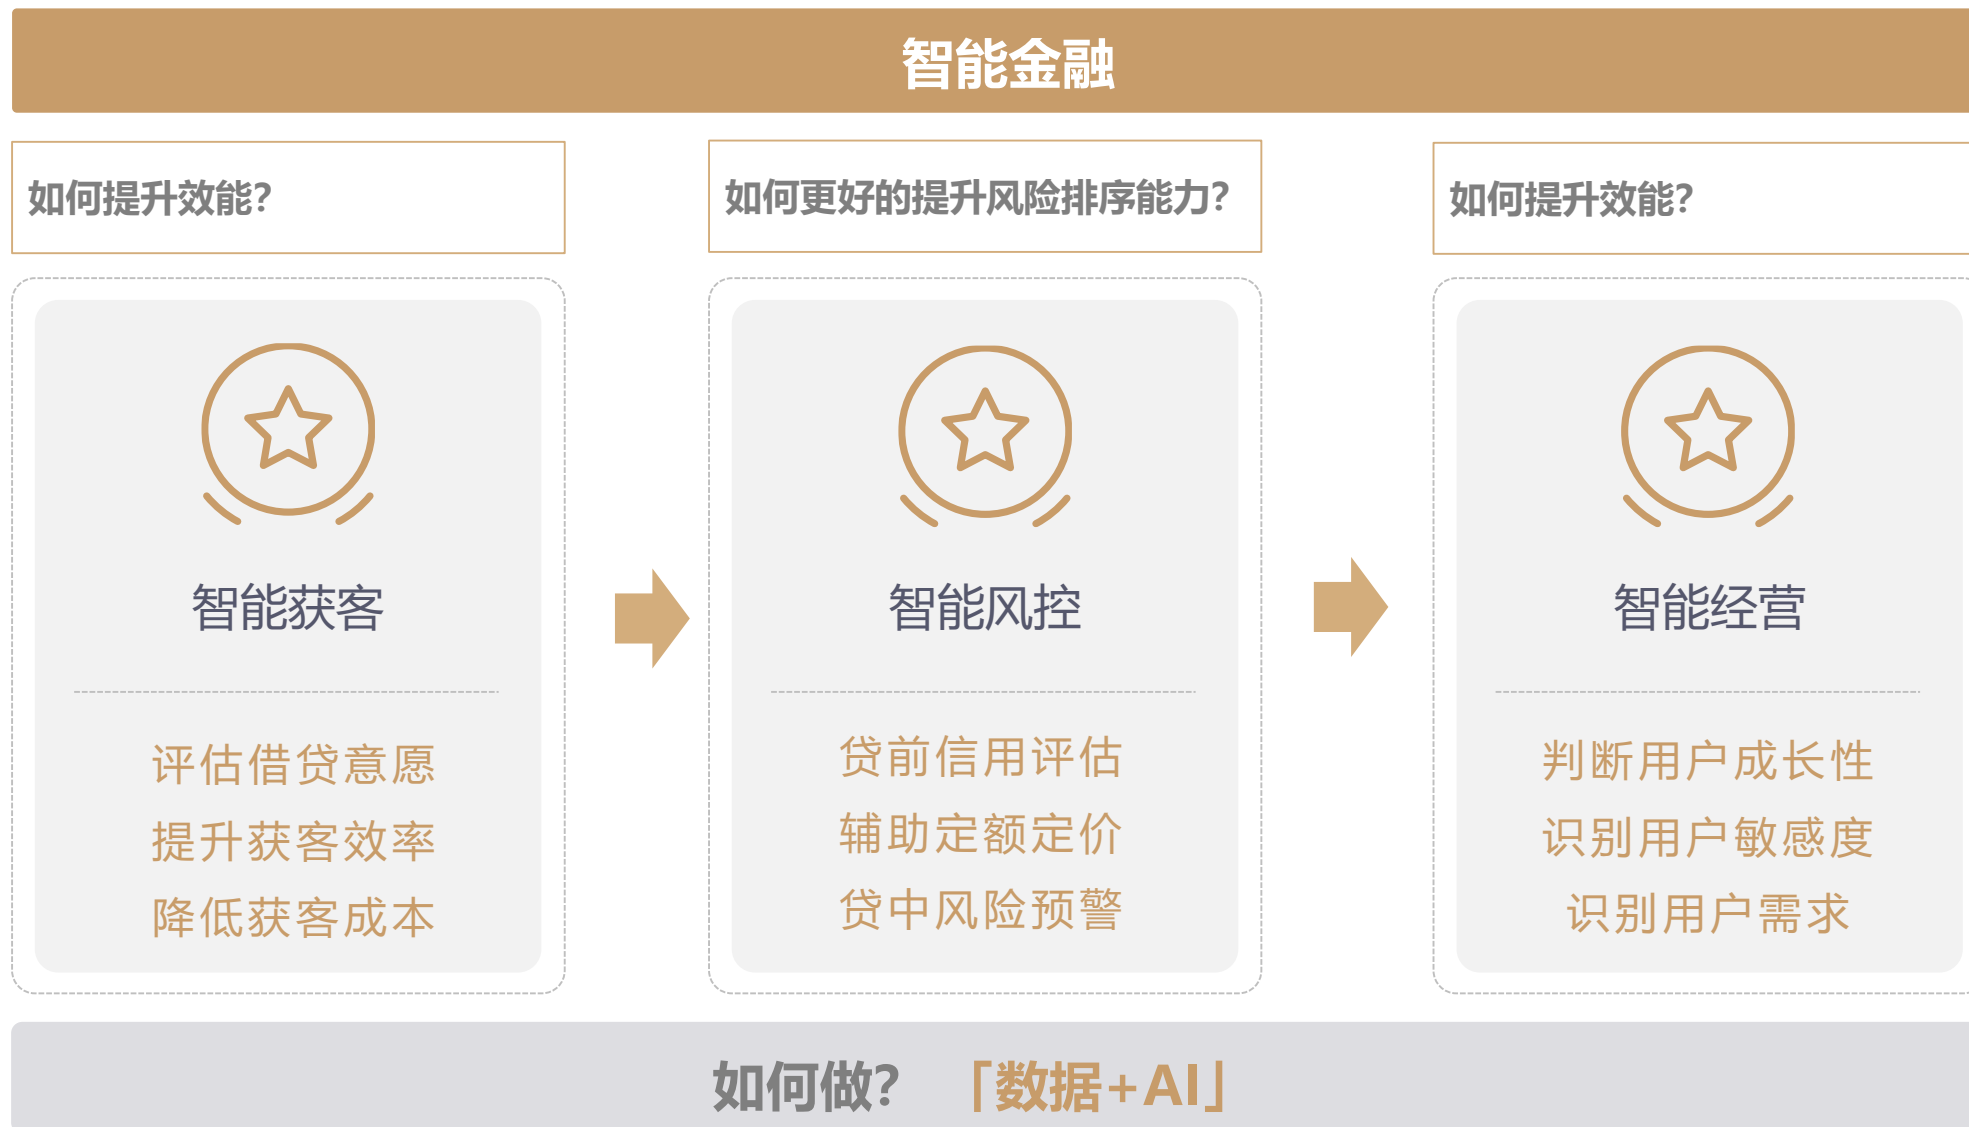 智能金融
如何提升效能？
如何更好的提升风险排序能力？
如何提升效能？
智能获客
评估借贷意愿
提升获客效率
降低获客成本
智能风控
贷前信用评估
辅助定额定价
贷中风险预警
智能经营
判断用户成长性
识别用户敏感度
识别用户需求
如何做？ 「数据+AI」